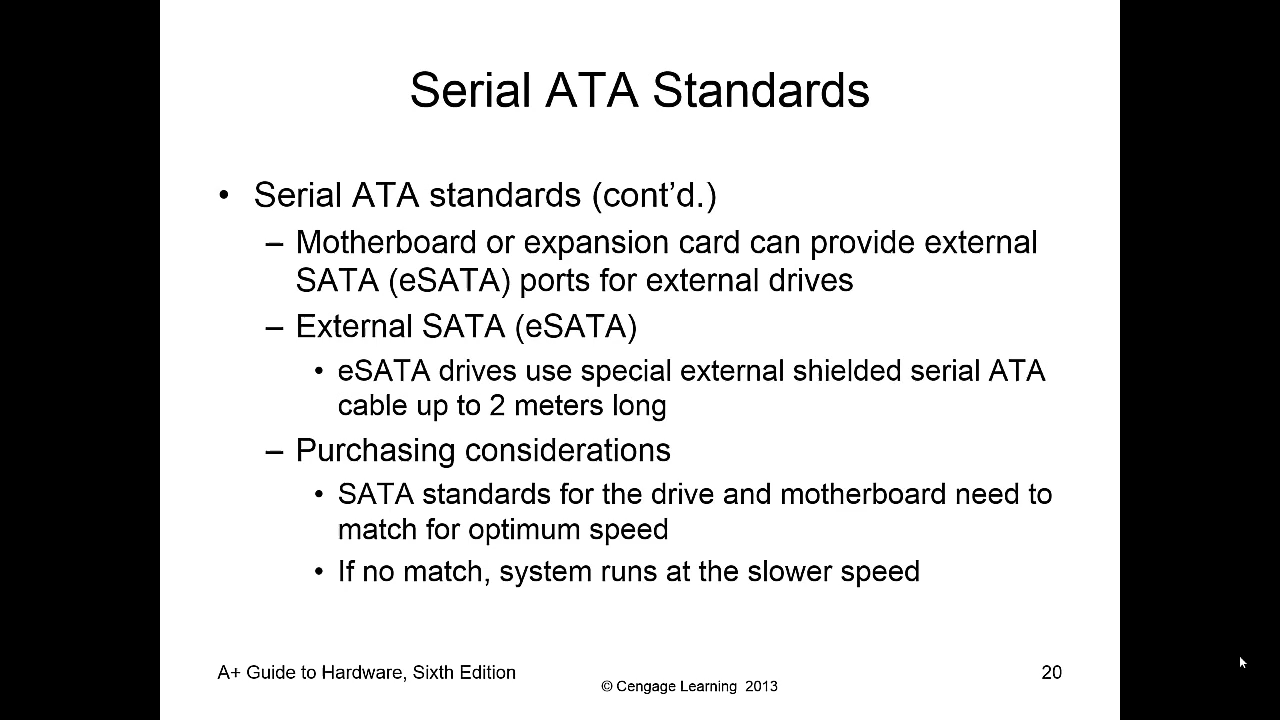 Serial ATA Standards
• Serial ATA standards (cont’d.)
– Motherboard or expansion card can provide external
SATA (eSATA) ports for external drives
– External SATA (eSATA)
• eSATA drives use special external shielded serial ATA
cable up to 2 meters long
– Purchasing considerations
• SATA standards for the drive and motherboard need to
match for optimum speed
• If no match, system runs at the slower speed
A+ Guide to Hardware, Sixth Edition
© Cengage Learning 2013
20